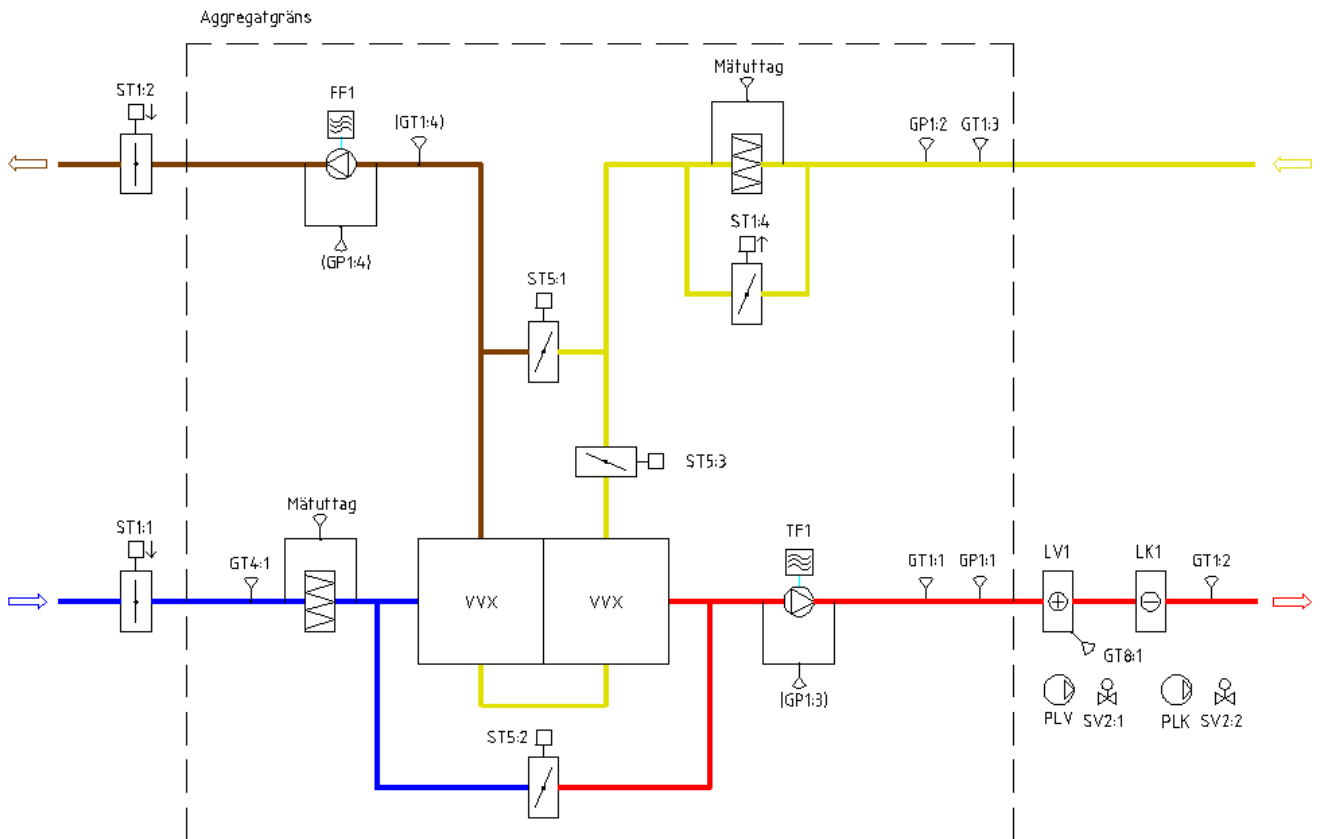 Aggregatgräns
Mätuttag
ST1:2
FF1
(GT1:4)
GP1:2
GT1:3
ST1:4
(GP1:4)
ST5:1
ST5:3
Mätuttag
ST1:1
GT4:1
TF1
GT1:1
GP1:1
LV1
LK1
GT1:2
VVX
VVX
GT8:1
(GP1:3)
PLV
SV2:1
PLK
SV2:2
ST5:2